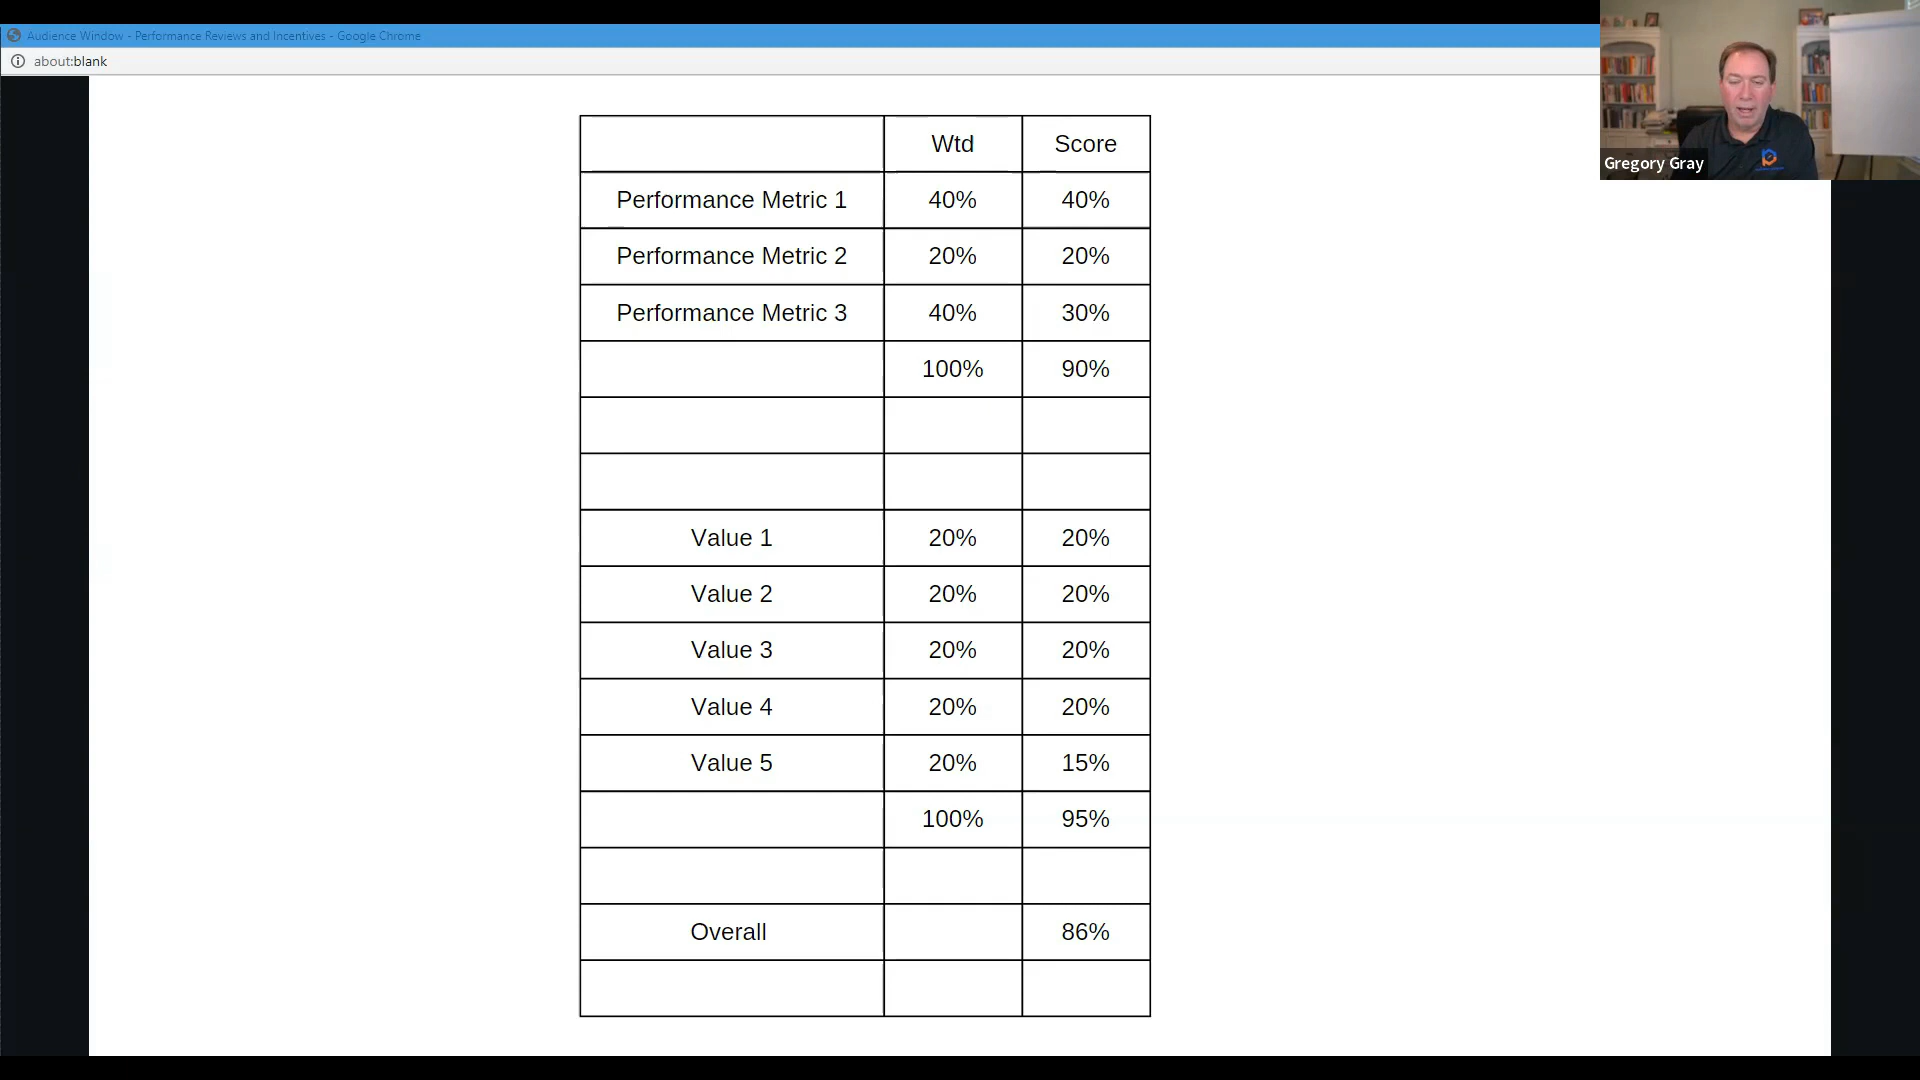 Audience Window - Performance Reviews and Incentives - Google Chrome
about:blank
Gregory Gray
Wtd Score
Performance Metric 1 40% 40%
Performance Metric 2 20% 20%
Performance Metric 3 40% 30%
100% 90%
Value 1 20% 20%
Value 2 20% 20%
Value 3 20% 20%
Value 4 20% 20%
Value 5 20% 15%
100% 95%
Overall 86%